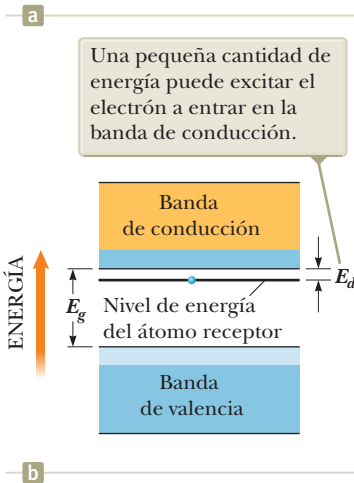 a
Una pequeña cantidad de
energía puede excitar el
electrón a entrar en la
banda de conducción.
Banda
de conducción
ENERGÍA
E_g
E_d
Nivel de energía
del átomo receptor
Banda
de valencia
b